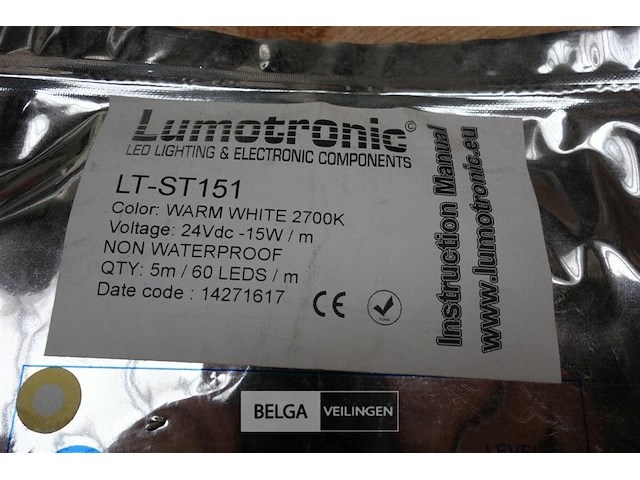 Lumotronic©
LED LIGHTING & ELECTRONIC COMPONENTS
LT-ST151
Color: WARM WHITE 2700K
Voltage: 24Vdc -15W / m
NON WATERPROOF
QTY: 5m / 60 LEDS / m
Date code : 14271617
CE
Instruction Manual
www.lumotronic.eu
BELGA VEILINGEN